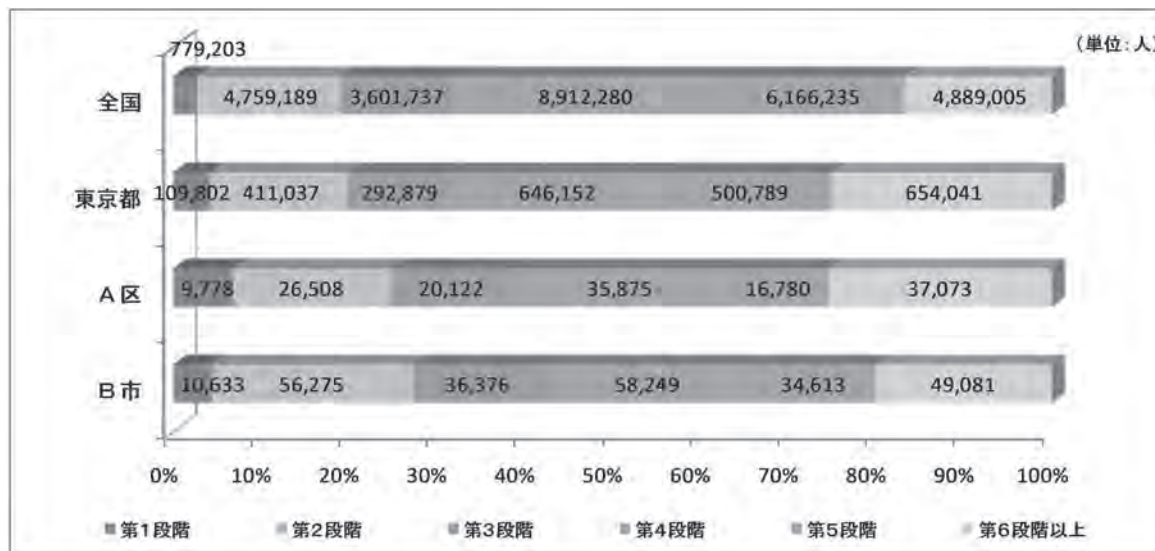 779,203
(単位:人)
全国 4,759,189 3,601,737 8,912,280 6,166,235 4,889,005
東京都 109,802 411,037 292,879 646,152 500,789 654,041
A区 9,778 26,508 20,122 35,875 16,780 37,073
B市 10,633 56,275 36,376 58,249 34,613 49,081
0% 10% 20% 30% 40% 50% 60% 70% 80% 90% 100%
■第1段階 ■第2段階 ■第3段階 ■第4段階 ■第5段階 ■第6段階以上